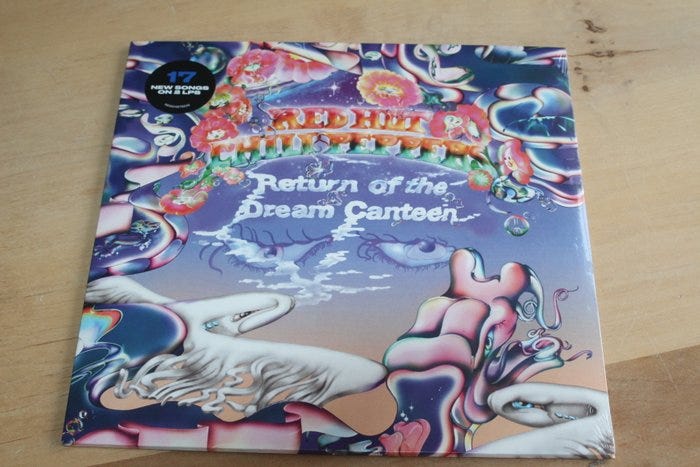 17
NEW SONGS
ON 2 LPS
RED HOT
CHILI PEPPERS
Return of the
Dream Canteen